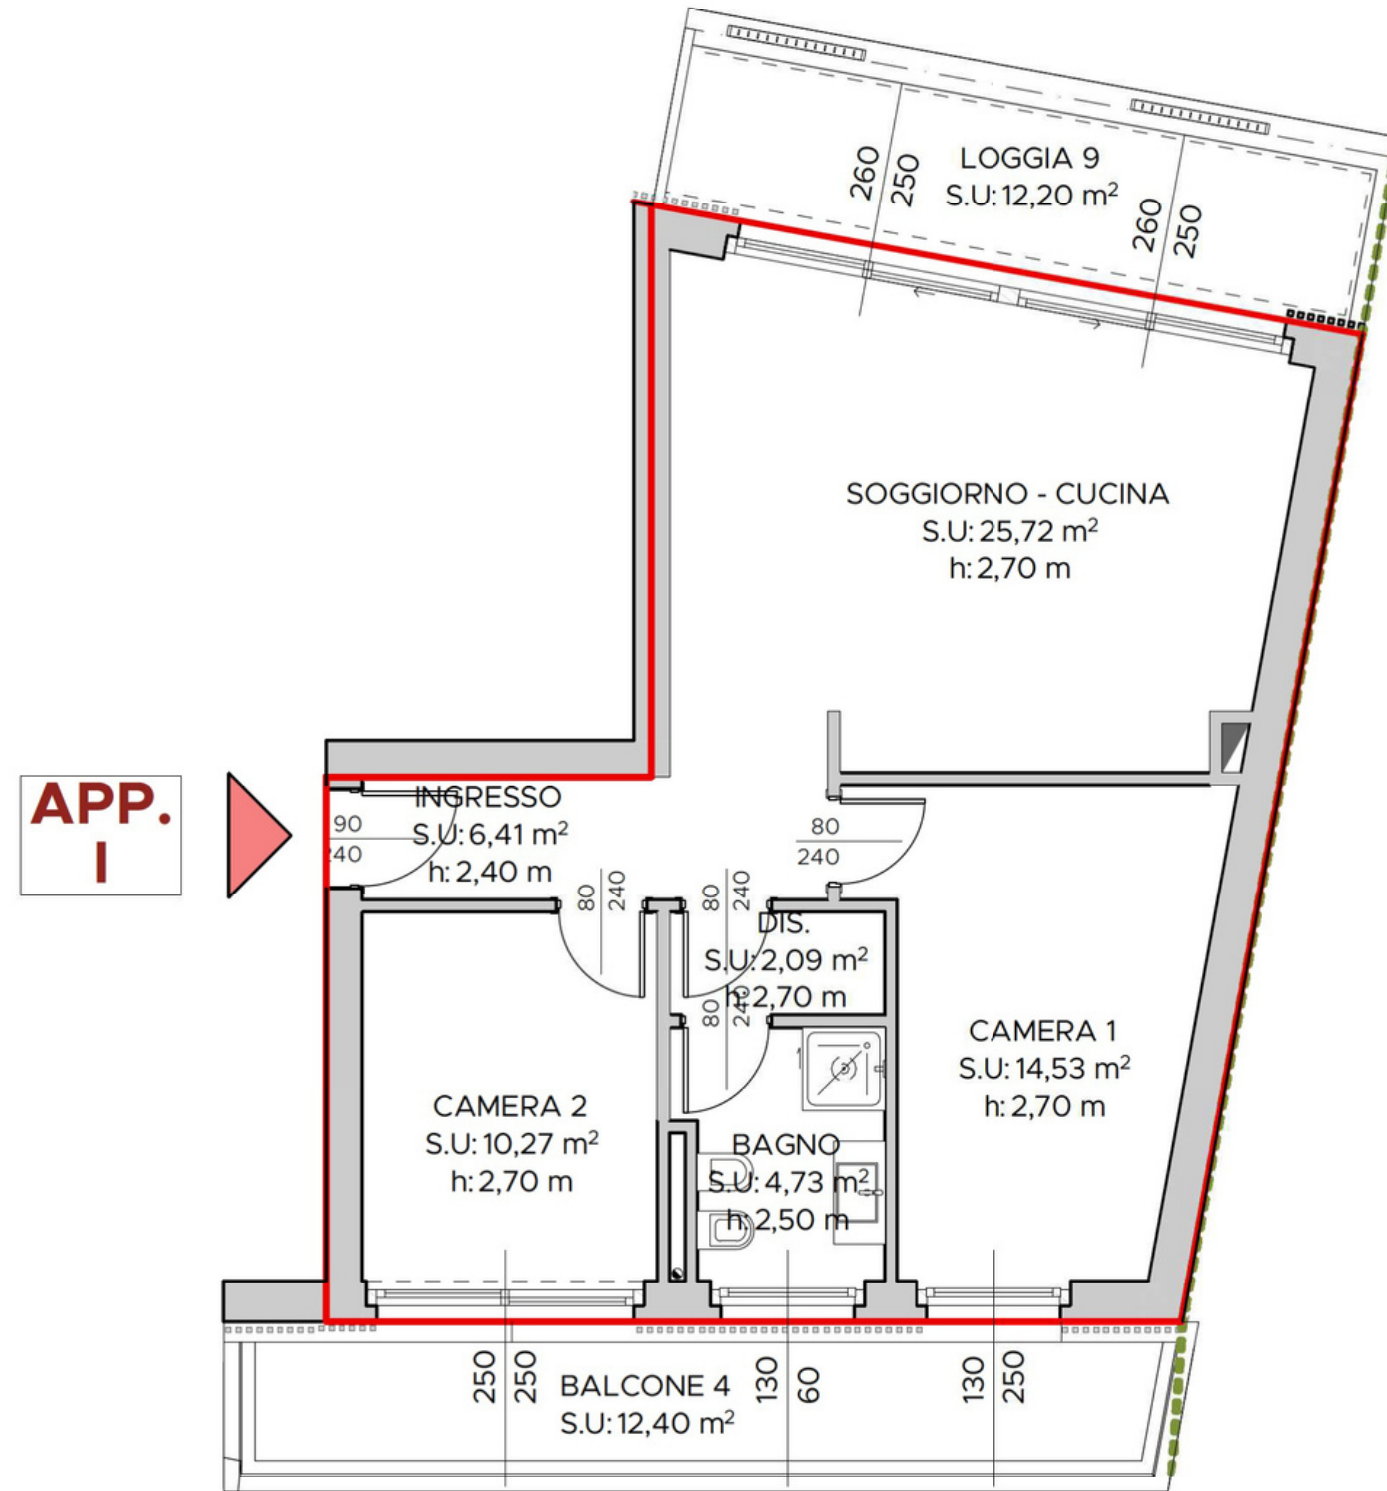 LOGGIA 9
S.U: 12,20 m²
260
250
260
250
SOGGIORNO - CUCINA
S.U: 25,72 m²
h: 2,70 m
APP.
I
INGRESSO
S.U: 6,41 m²
h: 2,40 m
90
240
80
240
80
240
80
240
DIS.
S.U: 2,09 m²
h: 2,70 m
80
240
CAMERA 1
S.U: 14,53 m²
h: 2,70 m
CAMERA 2
S.U: 10,27 m²
h: 2,70 m
BAGNO
S.U: 4,73 m²
h: 2,50 m
250
250
BALCONE 4
S.U: 12,40 m²
130
60
130
250